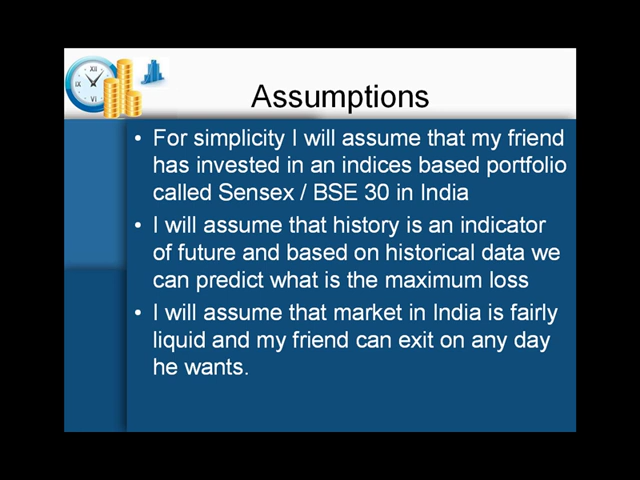 XII
IX
VI
Assumptions
• For simplicity I will assume that my friend
has invested in an indices based portfolio
called Sensex / BSE 30 in India
• I will assume that history is an indicator
of future and based on historical data we
can predict what is the maximum loss
• I will assume that market in India is fairly
liquid and my friend can exit on any day
he wants.